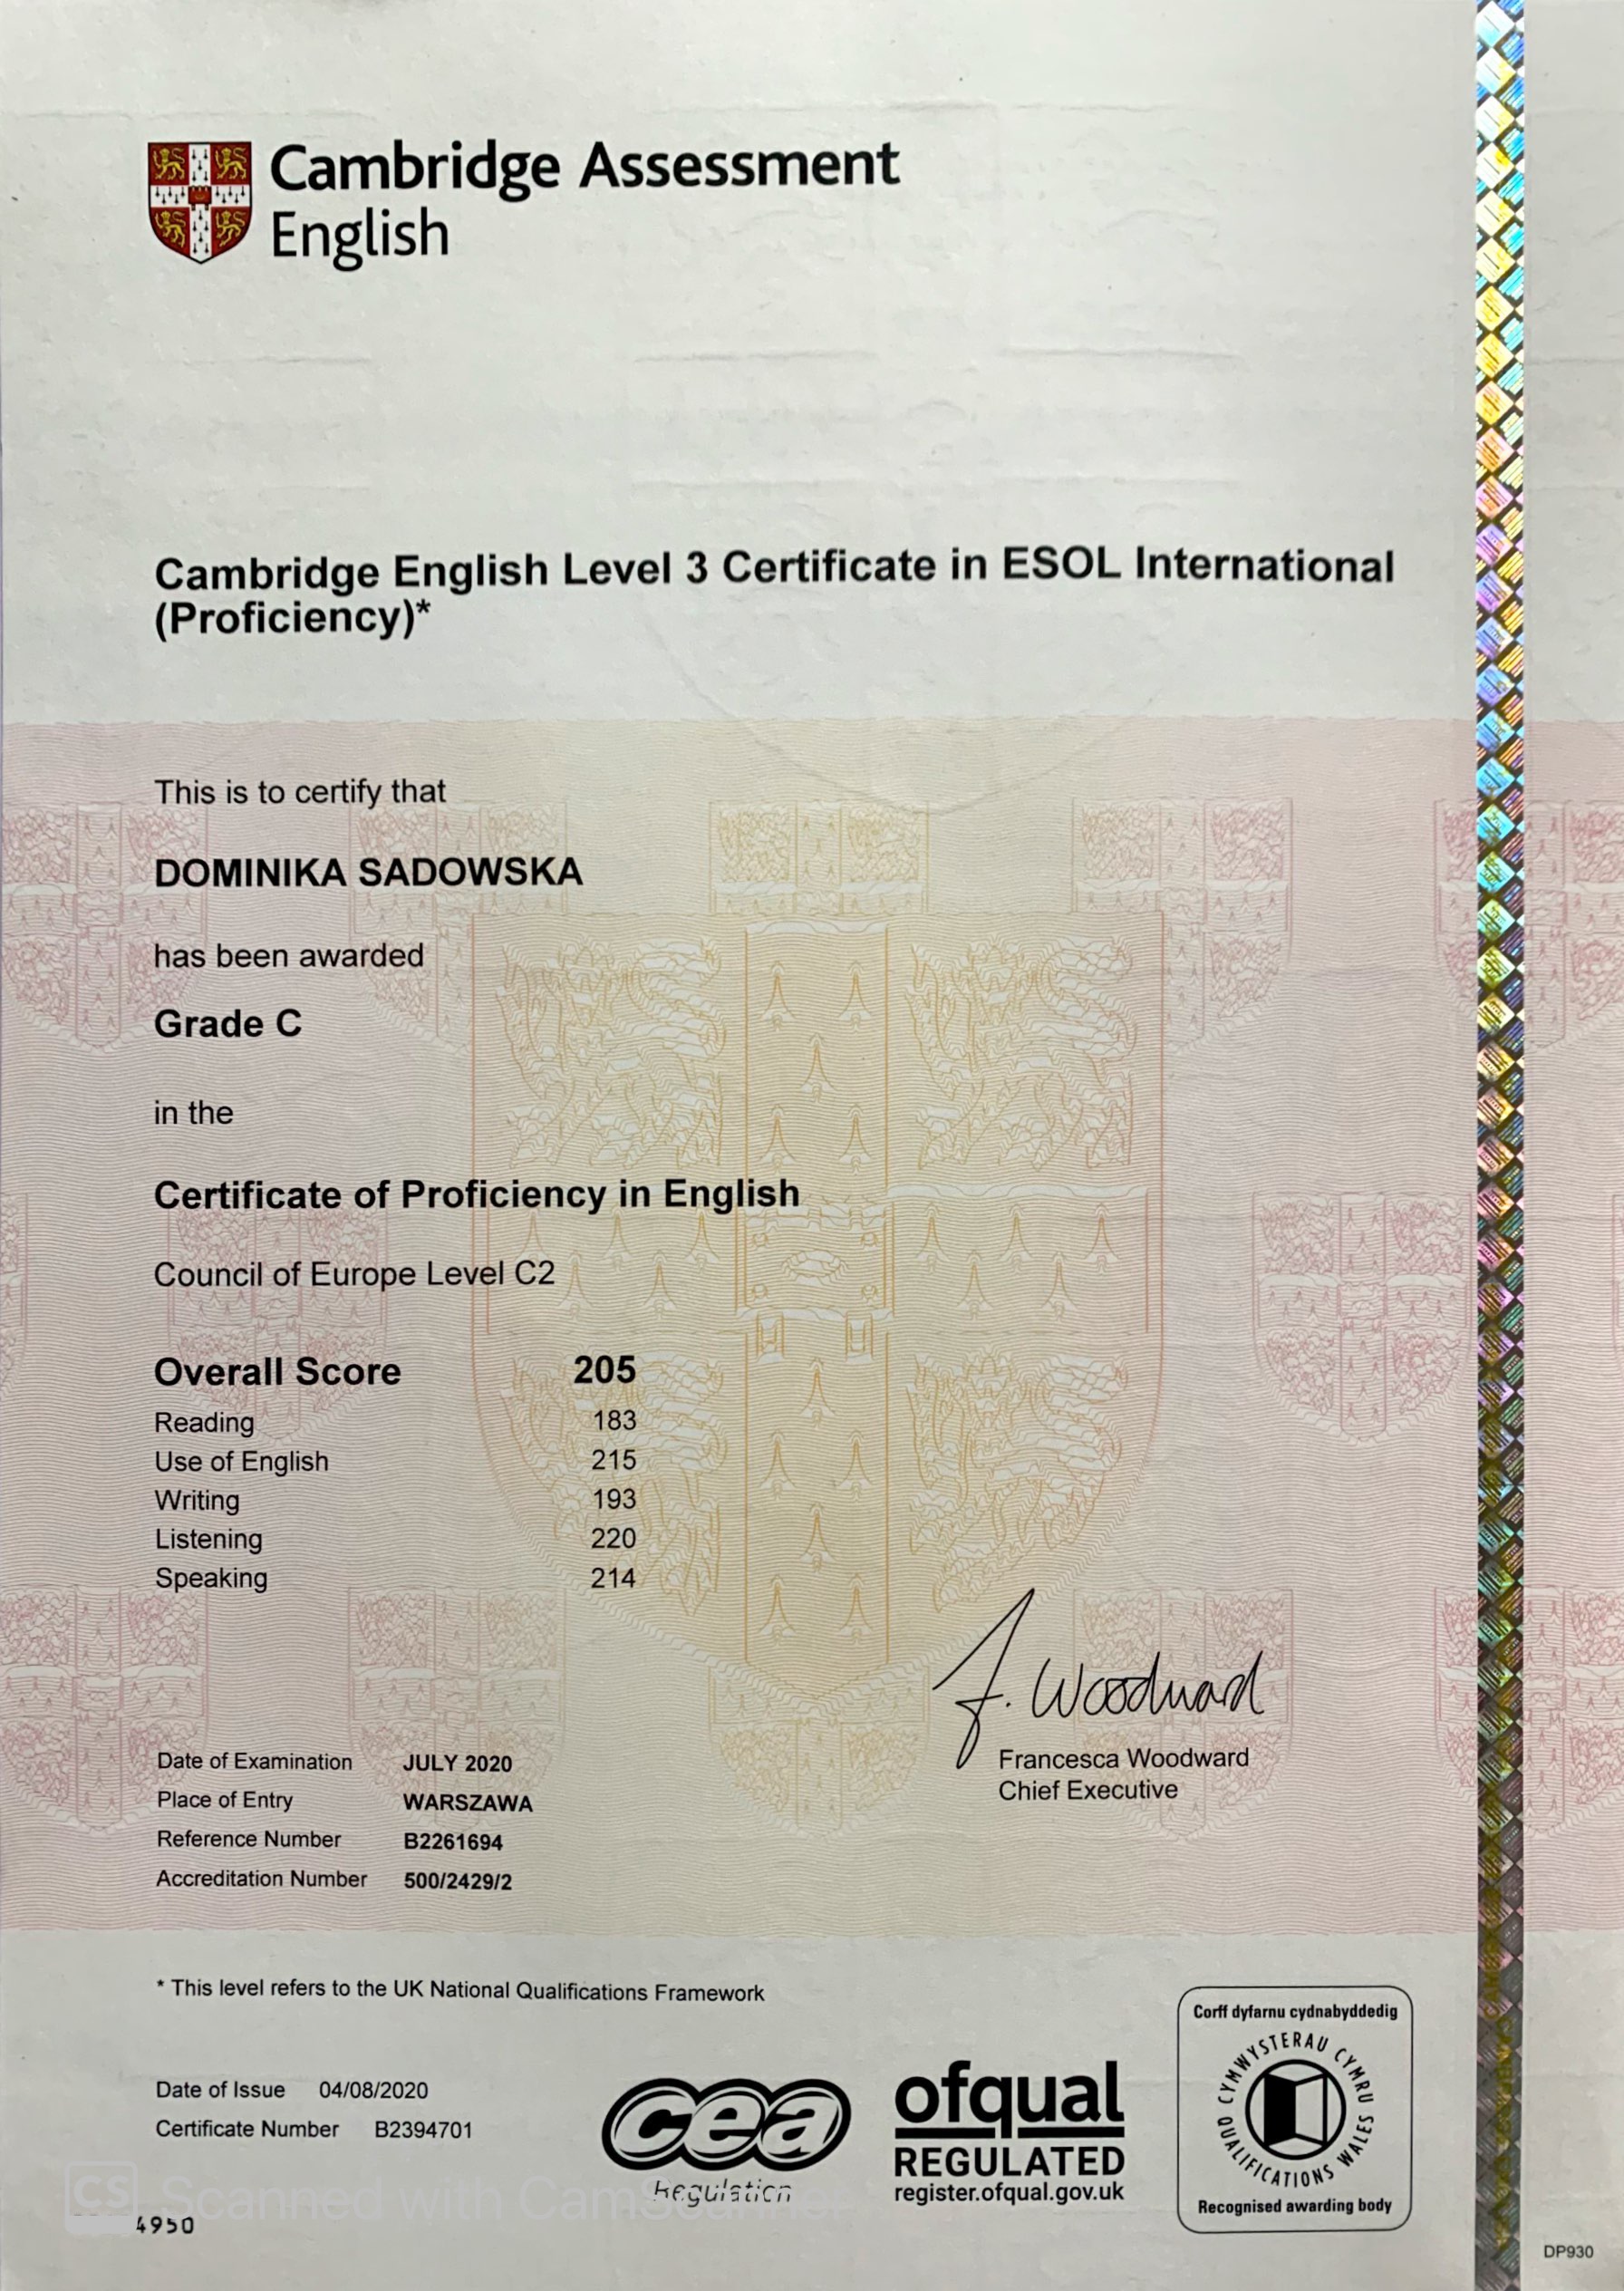 Cambridge Assessment
English
Cambridge English Level 3 Certificate in ESOL International
(Proficiency)*
This is to certify that
DOMINIKA SADOWSKA
has been awarded
Grade C
in the
Certificate of Proficiency in English
Council of Europe Level C2
Overall Score 205
Reading 183
Use of English 215
Writing 193
Listening 220
Speaking 214
F. Woodward
Francesca Woodward
Chief Executive
Date of Examination JULY 2020
Place of Entry WARSZAWA
Reference Number B2261694
Accreditation Number 500/2429/2
* This level refers to the UK National Qualifications Framework
Date of Issue 04/08/2020
Certificate Number B2394701
cea
Regulation
ofqual
REGULATED
register.ofqual.gov.uk
Corff dyfarnu cydnabyddedig
CYMWYSTERAU CYMRU
QUALIFICATIONS WALES
Recognised awarding body
CS Scanned with CamScanner
4950
DP930